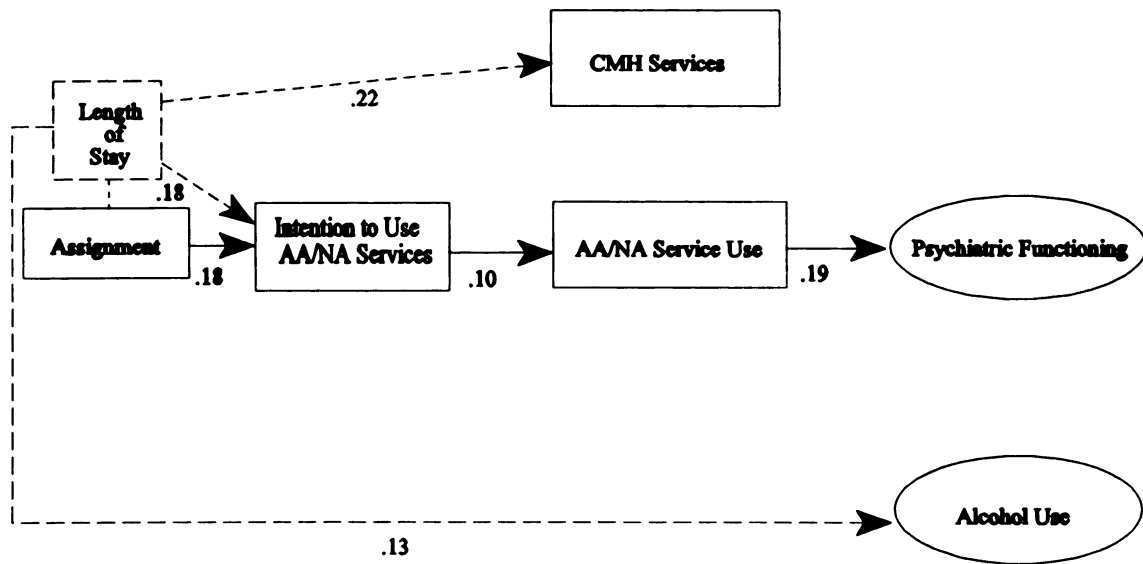 CMH Services
.22
Length
of
Stay
.18
Assignment
.18
Intention to Use
AA/NA Services
.10
AA/NA Service Use
.19
Psychiatric Functioning
Alcohol Use
.13